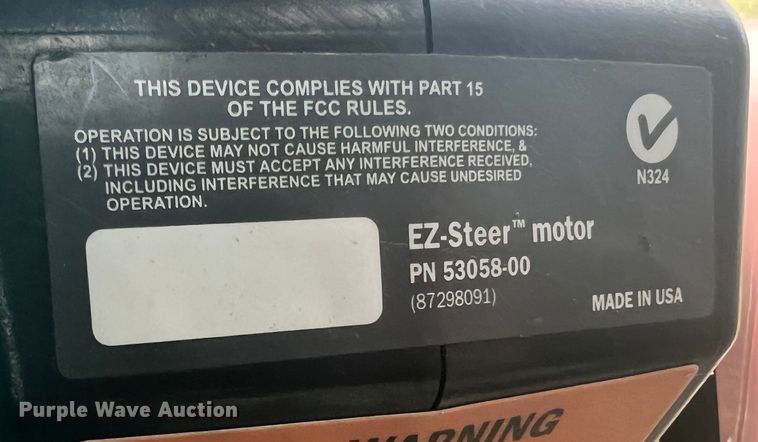 THIS DEVICE COMPLIES WITH PART 15
OF THE FCC RULES.
OPERATION IS SUBJECT TO THE FOLLOWING TWO CONDITIONS:
(1) THIS DEVICE MAY NOT CAUSE HARMFUL INTERFERENCE, &
(2) THIS DEVICE MUST ACCEPT ANY INTERFERENCE RECEIVED,
INCLUDING INTERFERENCE THAT MAY CAUSE UNDESIRED
OPERATION.
N324
EZ-Steer™ motor
PN 53058-00
(87298091)
MADE IN USA
WARNING
Purple Wave Auction